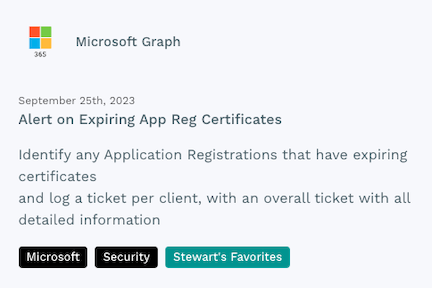 365
Microsoft Graph
September 25th, 2023
Alert on Expiring App Reg Certificates
Identify any Application Registrations that have expiring
certificates
and log a ticket per client, with an overall ticket with all
detailed information
Microsoft Security Stewart's Favorites